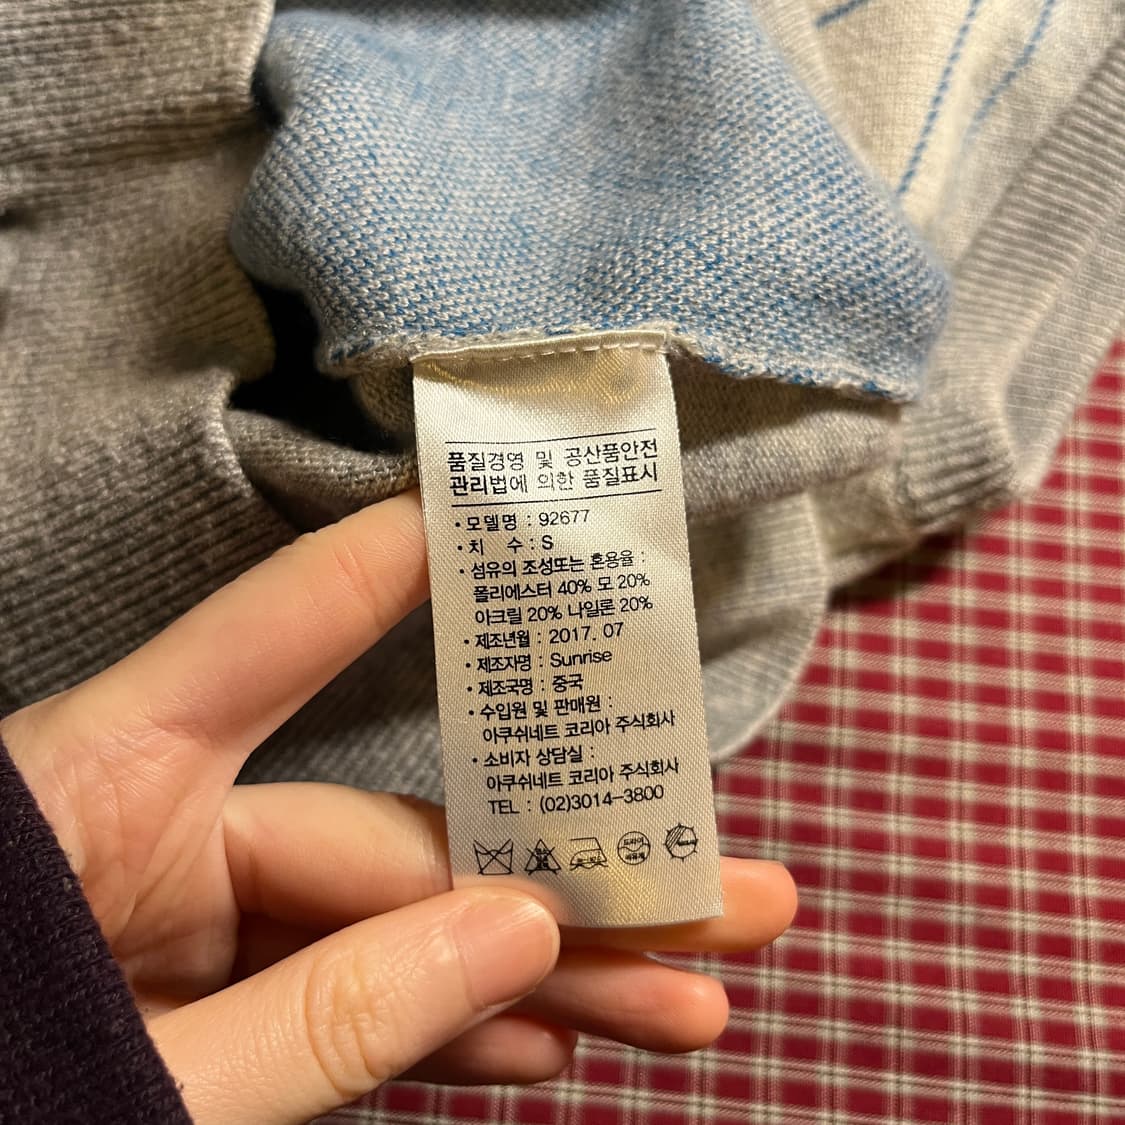 품질경영 및 공산품안전
관리법에 의한 품질표시
• 모델명 : 92677
• 치 수 : S
• 섬유의 조성또는 혼용율 :
폴리에스터 40% 모 20%
아크릴 20% 나일론 20%
• 제조년월 : 2017. 07
• 제조자명 : Sunrise
• 제조국명 : 중국
• 수입원 및 판매원 :
아쿠쉬네트 코리아 주식회사
• 소비자 상담실 :
아쿠쉬네트 코리아 주식회사
TEL : (02)3014-3800
드라이